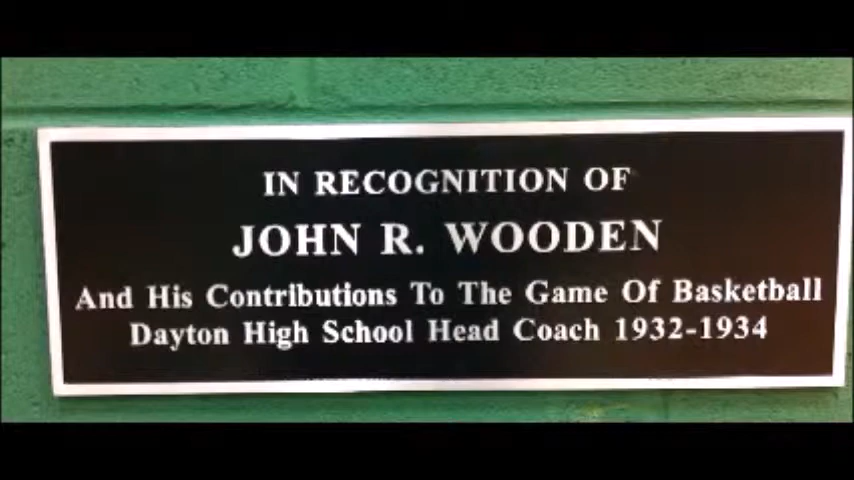 IN RECOGNITION OF
JOHN R. WOODEN
And His Contributions To The Game Of Basketball
Dayton High School Head Coach 1932-1934